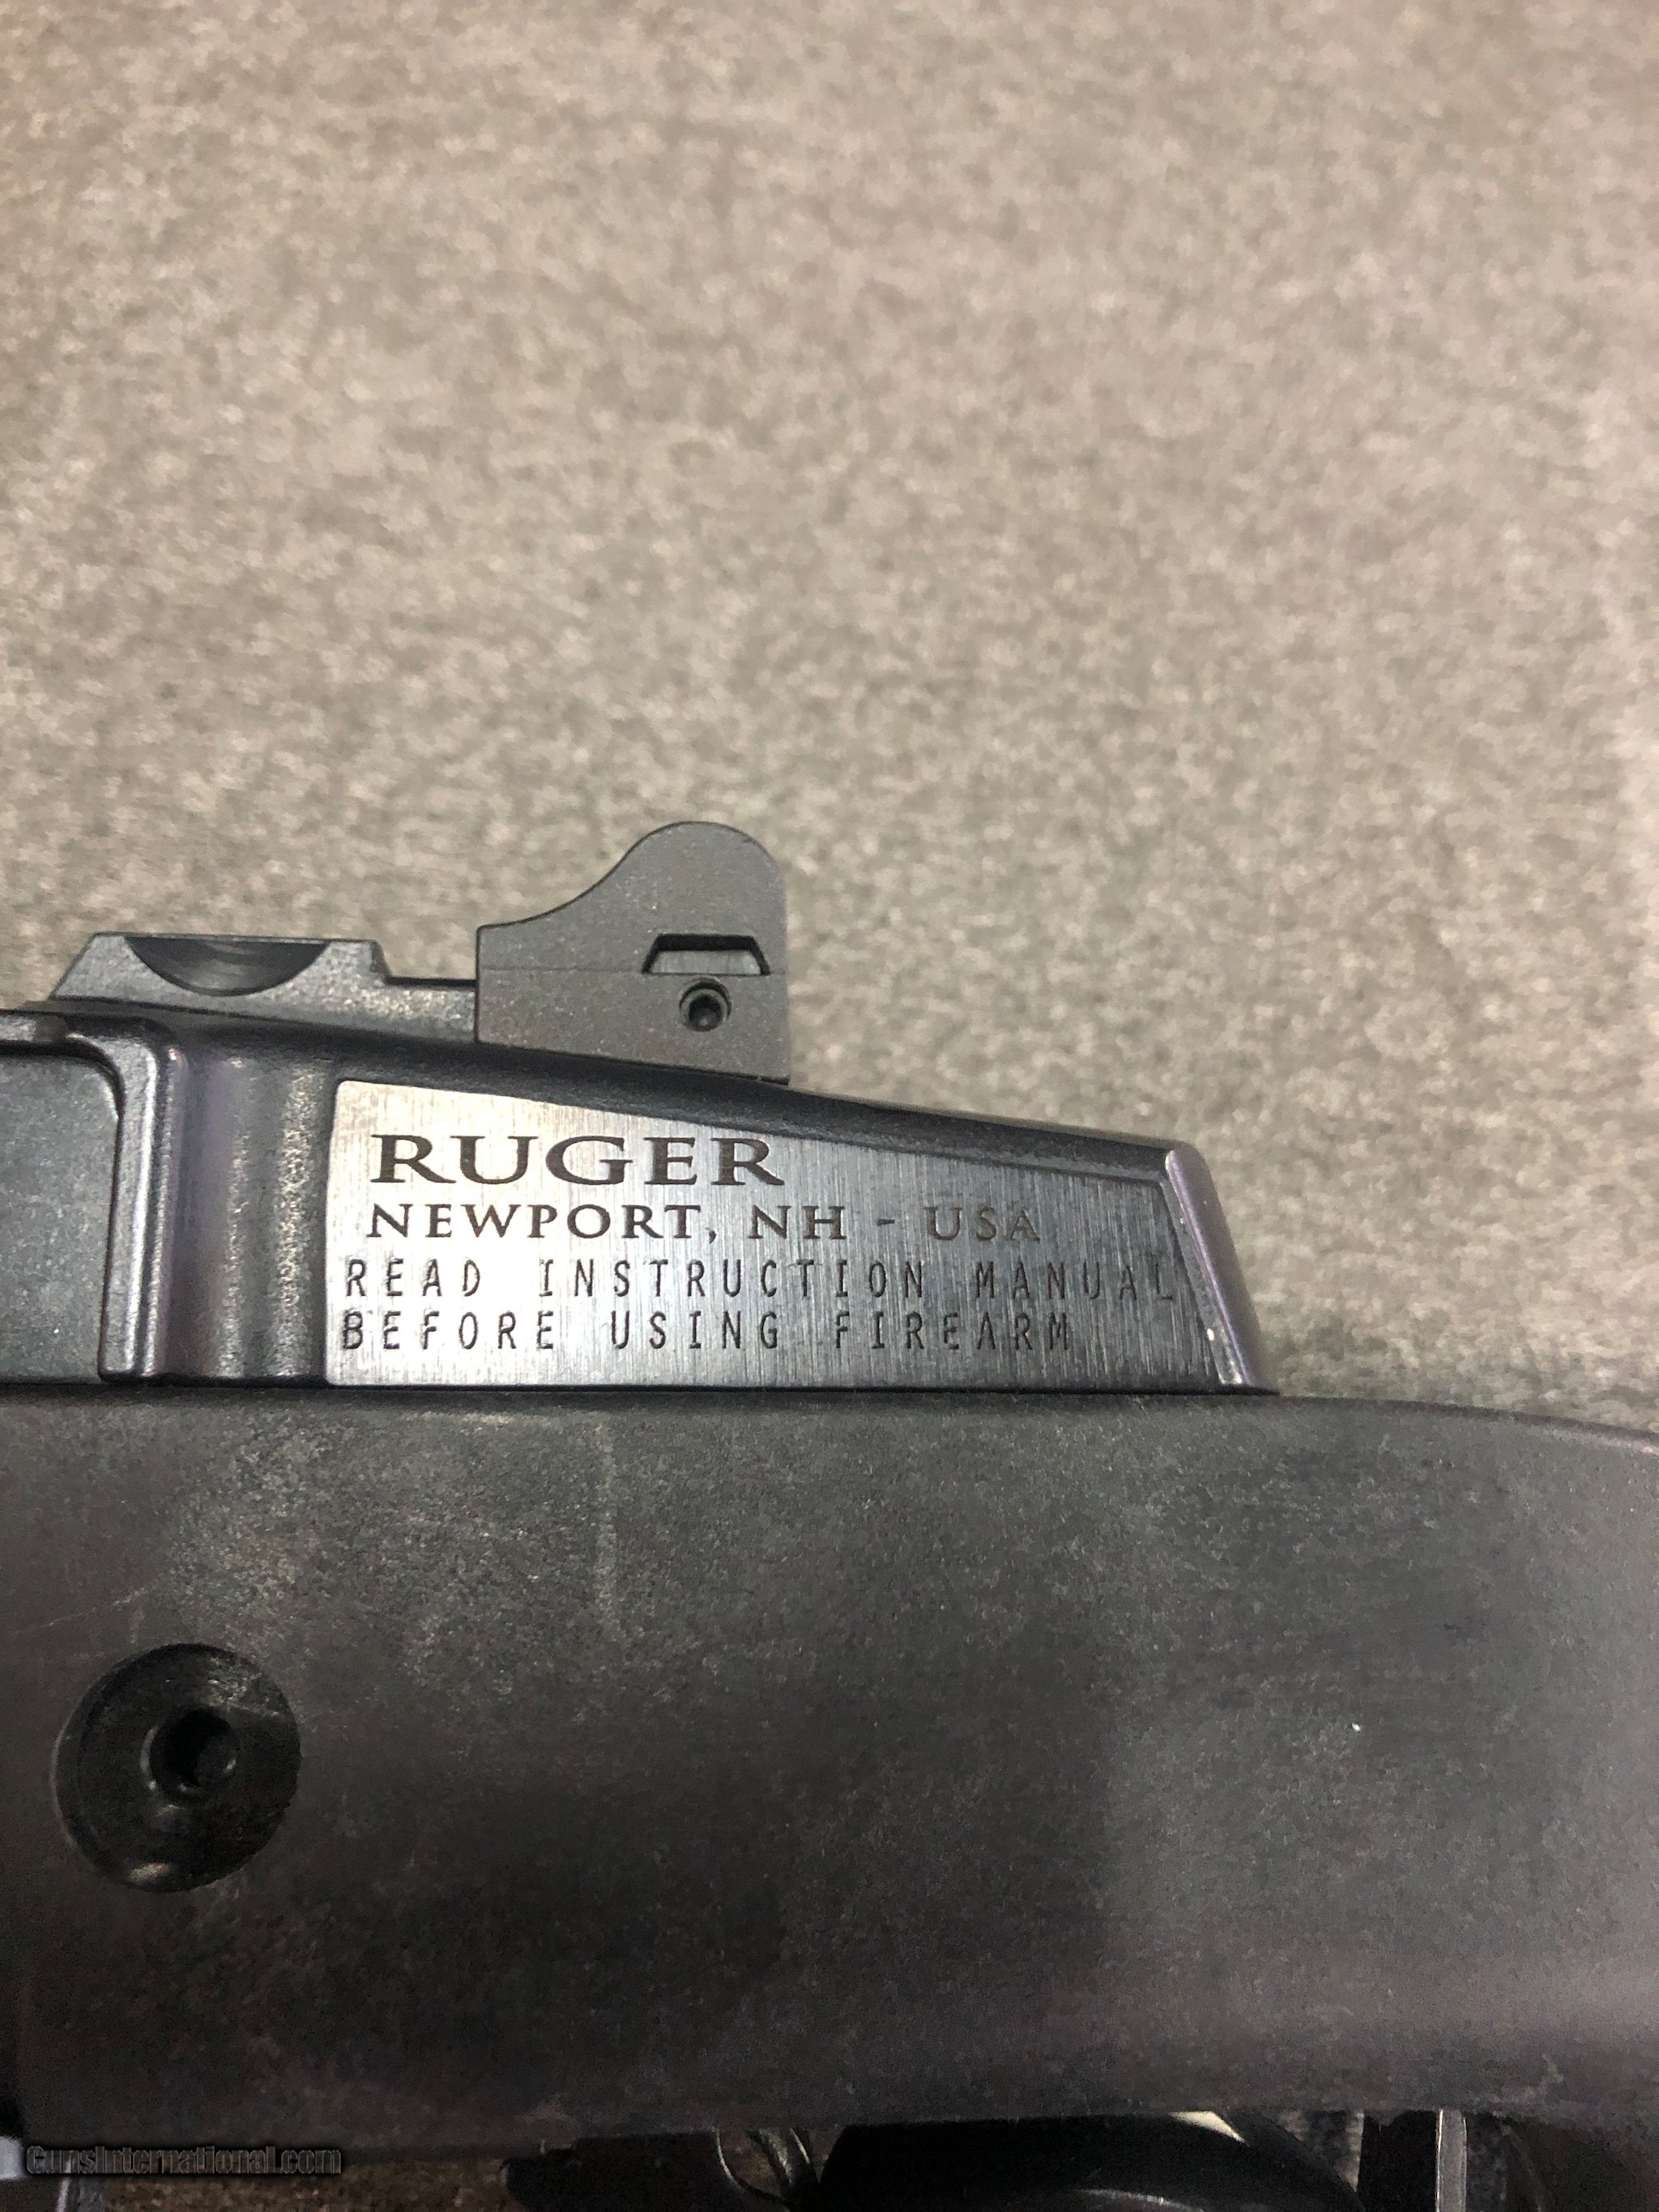 RUGER
NEWPORT, NH - USA
READ INSTRUCTION MANUAL
BEFORE USING FIREARM
GunsInternational.com